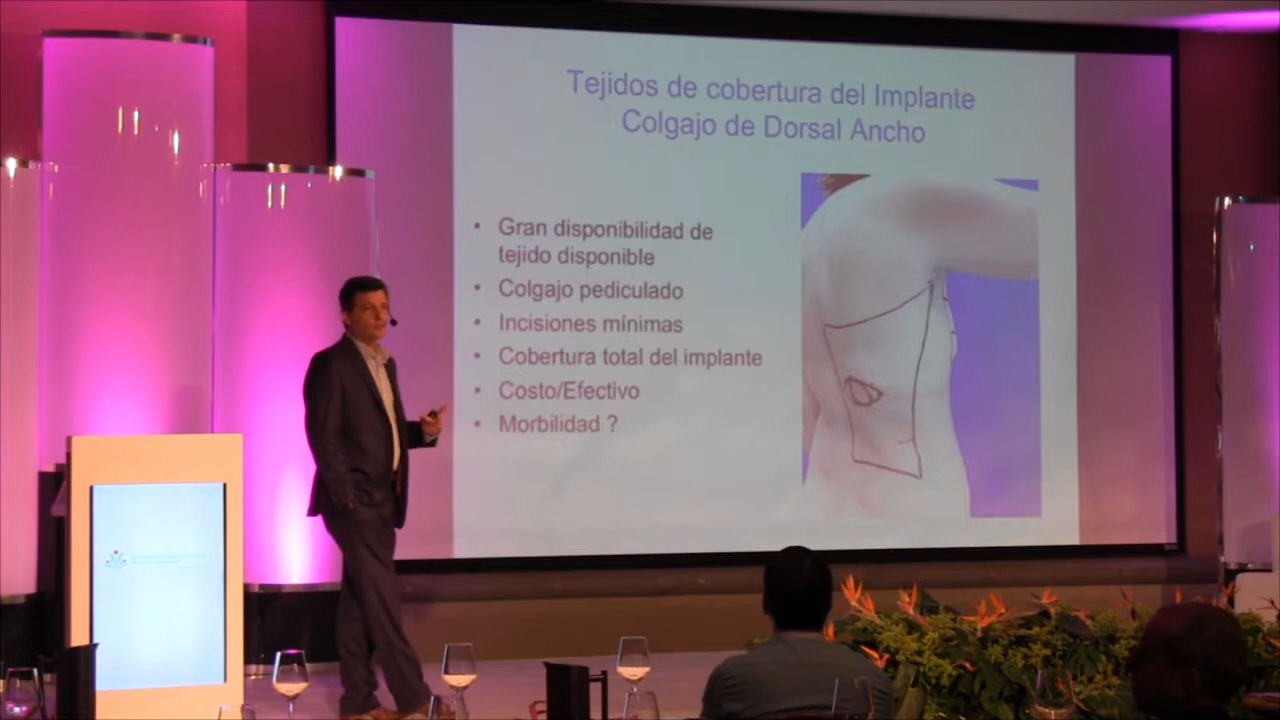 Tejidos de cobertura del Implante
Colgajo de Dorsal Ancho
• Gran disponibilidad de
tejido disponible
• Colgajo pediculado
• Incisiones mínimas
• Cobertura total del implante
• Costo/Efectivo
• Morbilidad ?